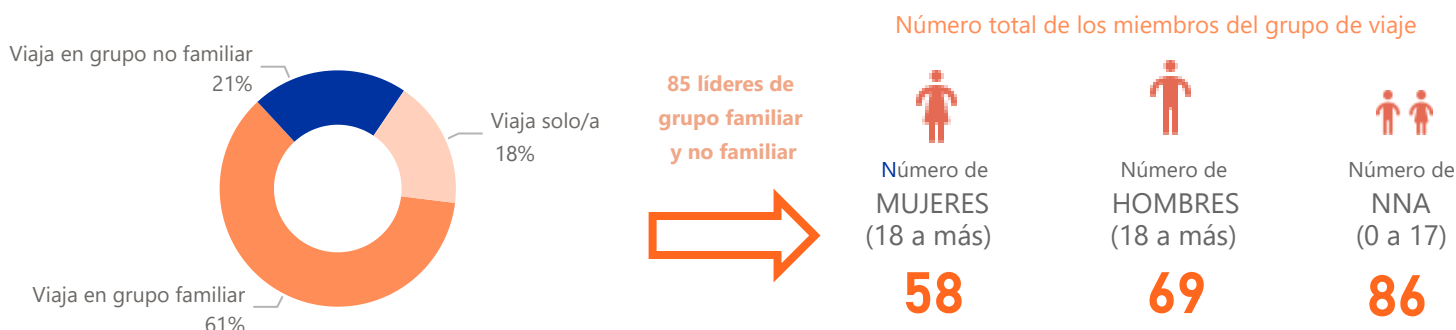 Viaja en grupo no familiar
21%
Viaja solo/a
18%
Viaja en grupo familiar
61%
85 líderes de
grupo familiar
y no familiar
Número total de los miembros del grupo de viaje
Número de
MUJERES
(18 a más)
58
Número de
HOMBRES
(18 a más)
69
Número de
NNA
(0 a 17)
86